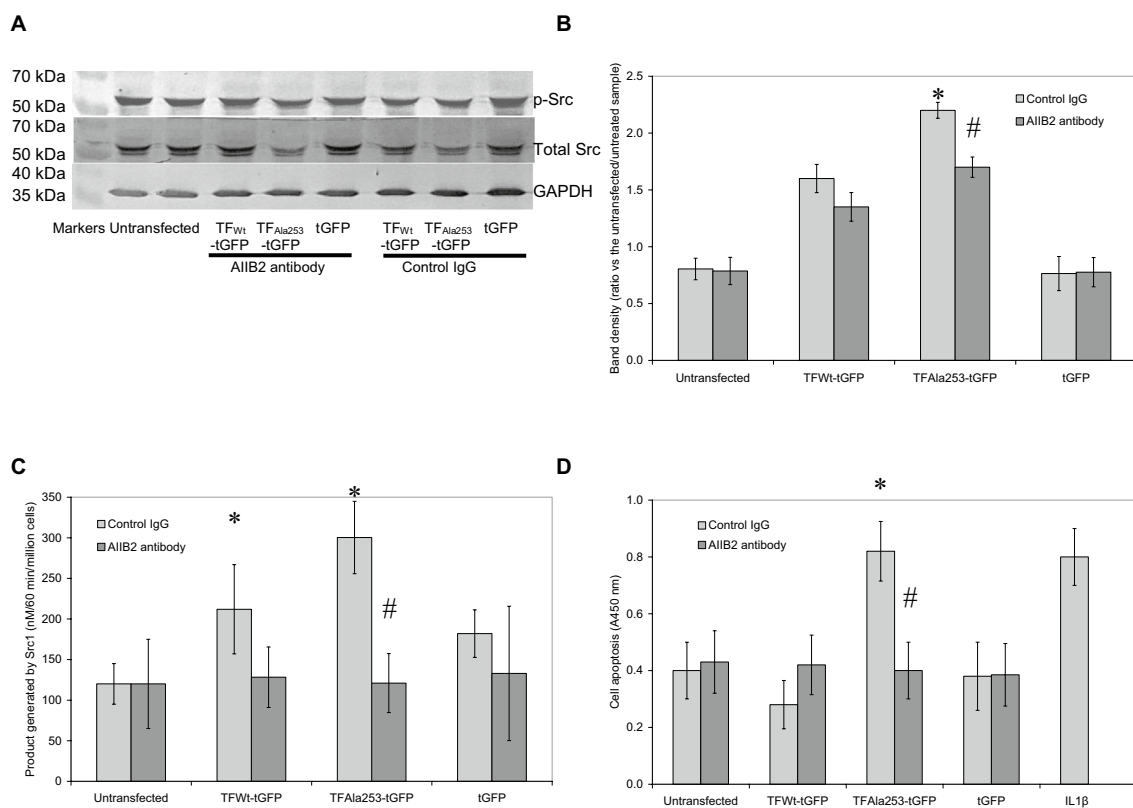 A
70 kDa
50 kDa
70 kDa
50 kDa
40 kDa
35 kDa
p-Src
Total Src
GAPDH
Markers Untransfected TFWt TFAla253 tGFP TFWt TFAla253 tGFP
-tGFP -tGFP -tGFP -tGFP
AIIB2 antibody Control IgG
B
Band density (ratio vs the untransfected/untreated sample)
2.5
2.0
1.5
1.0
0.5
0.0
Control IgG
AIIB2 antibody
*
#
Untransfected TFWt-tGFP TFAla253-tGFP tGFP
C
Product generated by Src1 (nM/60 min/million cells)
350
300
250
200
150
100
50
0
Control IgG
AIIB2 antibody
*
*
#
Untransfected TFWt-tGFP TFAla253-tGFP tGFP
D
Cell apoptosis (A450 nm)
1.0
0.8
0.6
0.4
0.2
0.0
Control IgG
AIIB2 antibody
*
#
Untransfected TFWt-tGFP TFAla253-tGFP tGFP IL1β